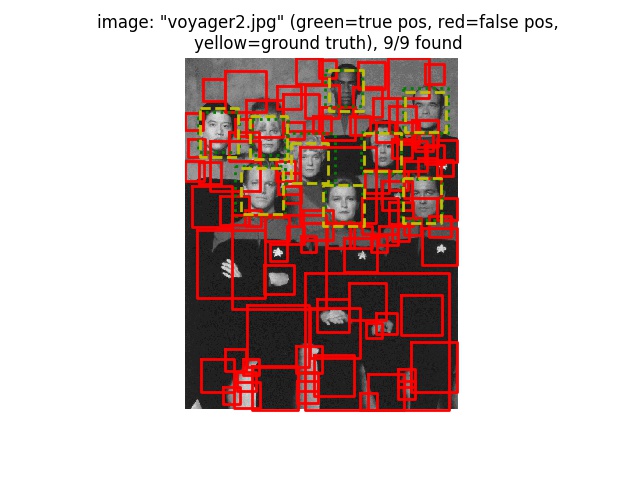 image: "voyager2.jpg" (green=true pos, red=false pos,
yellow=ground truth), 9/9 found